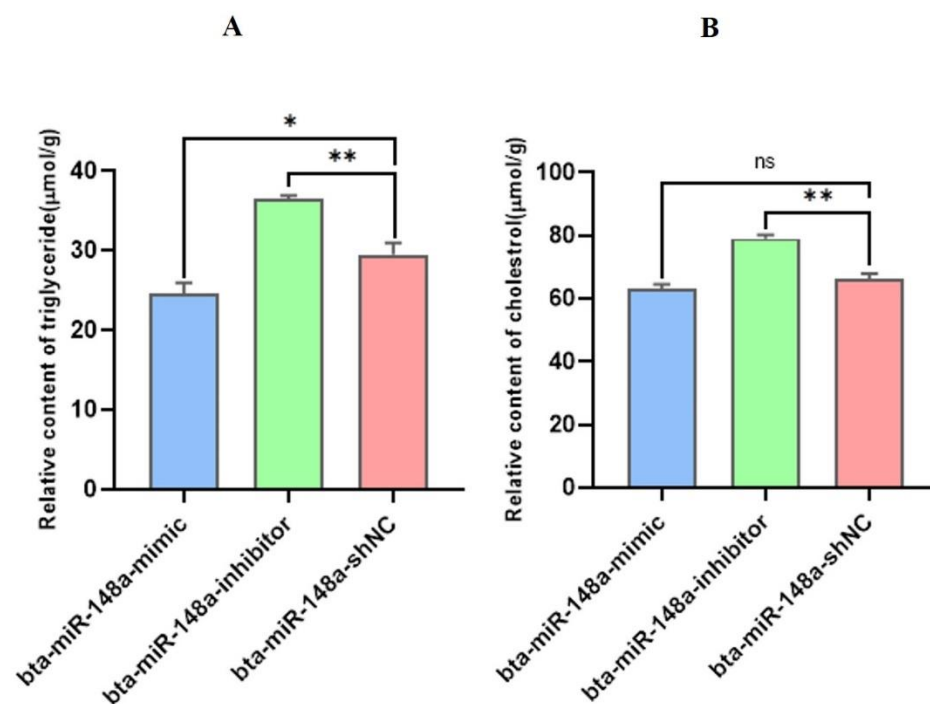 A
Relative content of triglyceride(μmol/g)
*
**
40
30
20
10
0
bta-miR-148a-mimic
bta-miR-148a-inhibitor
bta-miR-148a-shNC
B
Relative content of cholestrol(μmol/g)
ns
**
100
80
60
40
20
0
bta-miR-148a-mimic
bta-miR-148a-inhibitor
bta-miR-148a-shNC